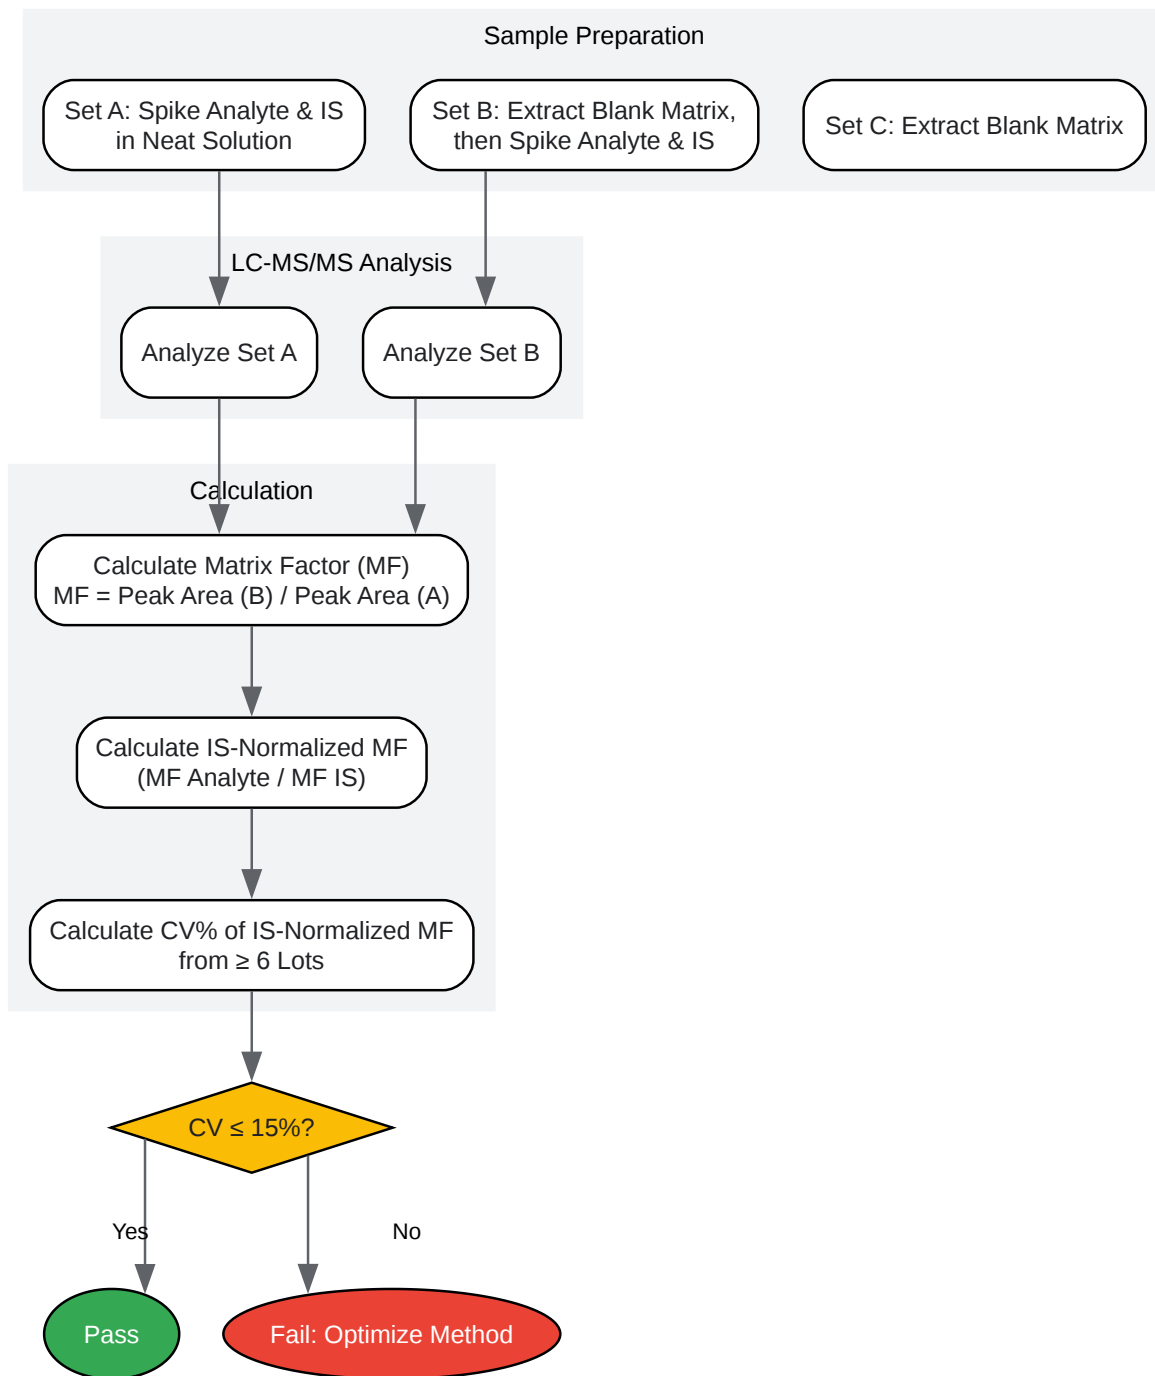 Sample Preparation
Set A: Spike Analyte & IS
in Neat Solution
Set B: Extract Blank Matrix,
then Spike Analyte & IS
Set C: Extract Blank Matrix
LC-MS/MS Analysis
Analyze Set A
Analyze Set B
Calculation
Calculate Matrix Factor (MF)
MF = Peak Area (B) / Peak Area (A)
Calculate IS-Normalized MF
(MF Analyte / MF IS)
Calculate CV% of IS-Normalized MF
from ≥ 6 Lots
CV ≤ 15%?
Yes
No
Pass
Fail: Optimize Method